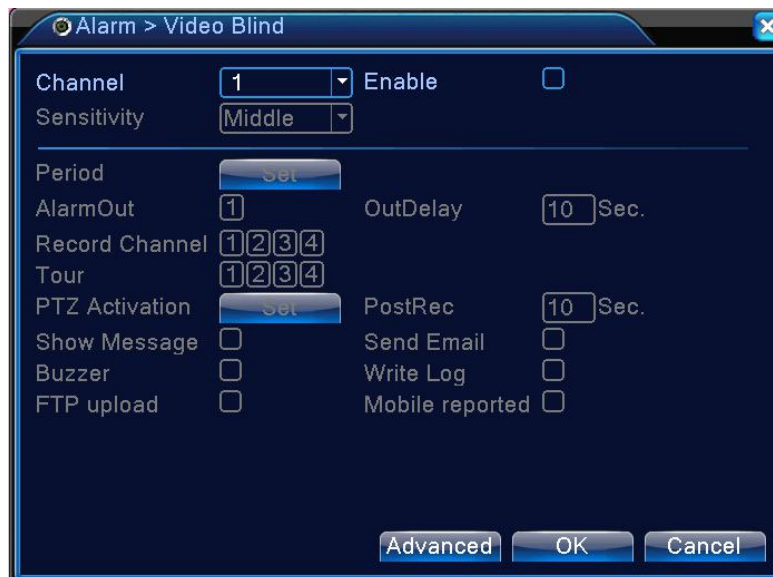 Alarm > Video Blind
Channel 1 Enable
Sensitivity Middle
Period Set
AlarmOut 1 OutDelay 10 Sec.
Record Channel 1 2 3 4
Tour 1 2 3 4
PTZ Activation Set PostRec 10 Sec.
Show Message Send Email
Buzzer Write Log
FTP upload Mobile reported
Advanced OK Cancel